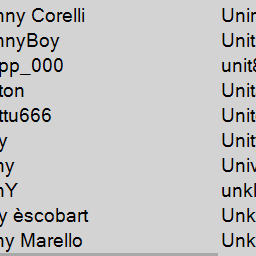 nny Corelli Unir
nnyBoy Unit
pp_000 unit8
ton Unit
ttu666 Unit
y Unit
ny Univ
nY unkl
y èscobart Unk
ny Marello Unk